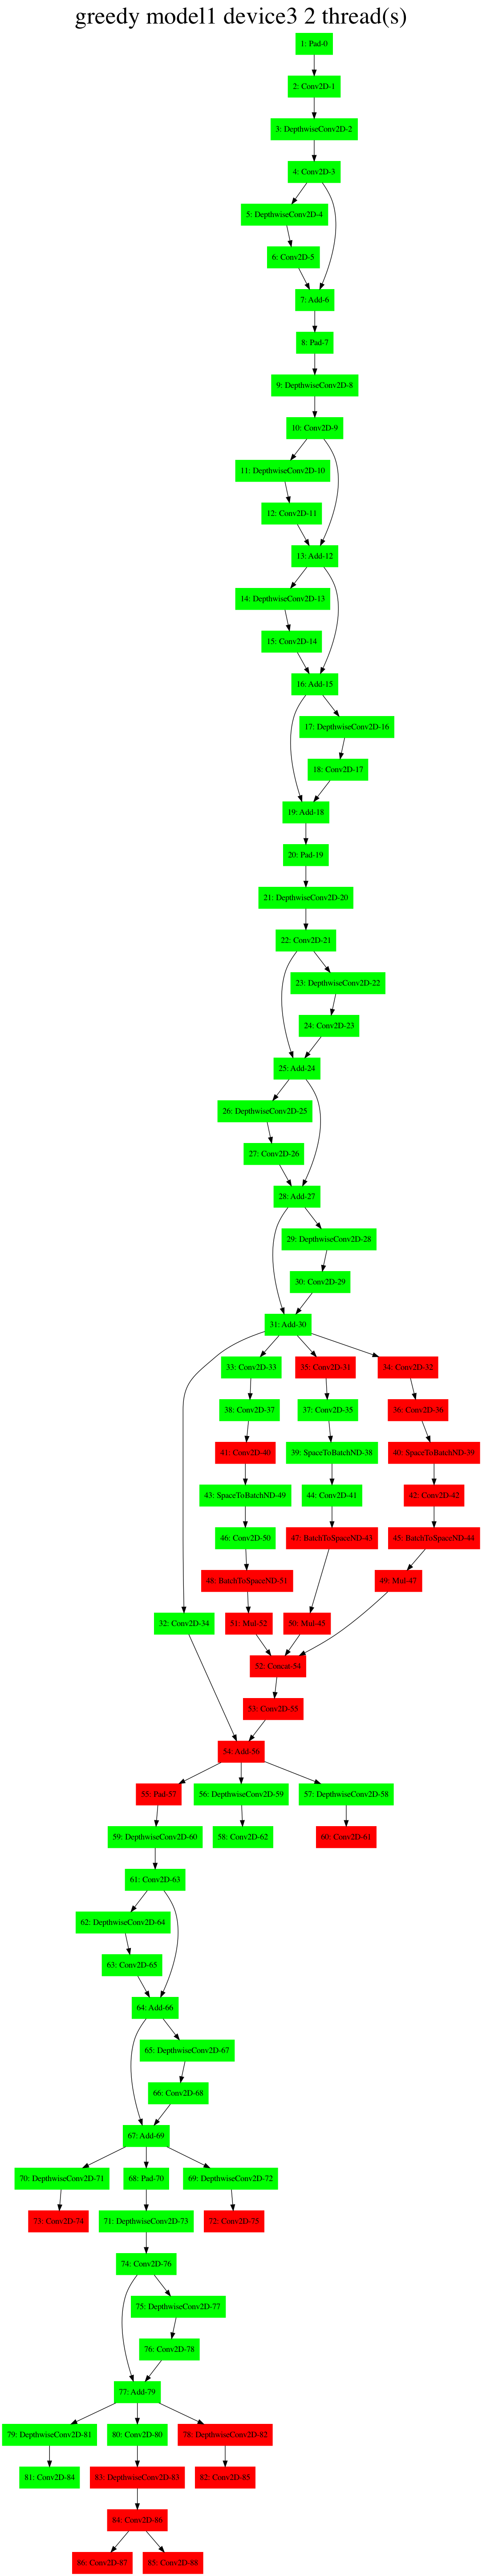 greedy model1 device3 2 thread(s)
1: Pad-0
2: Conv2D-1
3: DepthwiseConv2D-2
4: Conv2D-3
5: DepthwiseConv2D-4
6: Conv2D-5
7: Add-6
8: Pad-7
9: DepthwiseConv2D-8
10: Conv2D-9
11: DepthwiseConv2D-10
12: Conv2D-11
13: Add-12
14: DepthwiseConv2D-13
15: Conv2D-14
16: Add-15
17: DepthwiseConv2D-16
18: Conv2D-17
19: Add-18
20: Pad-19
21: DepthwiseConv2D-20
22: Conv2D-21
23: DepthwiseConv2D-22
24: Conv2D-23
25: Add-24
26: DepthwiseConv2D-25
27: Conv2D-26
28: Add-27
29: DepthwiseConv2D-28
30: Conv2D-29
31: Add-30
33: Conv2D-33
35: Conv2D-31
34: Conv2D-32
38: Conv2D-37
37: Conv2D-35
36: Conv2D-36
41: Conv2D-40
39: SpaceToBatchND-38
40: SpaceToBatchND-39
43: SpaceToBatchND-49
44: Conv2D-41
42: Conv2D-42
46: Conv2D-50
47: BatchToSpaceND-43
45: BatchToSpaceND-44
48: BatchToSpaceND-51
49: Mul-47
32: Conv2D-34
51: Mul-52
50: Mul-45
52: Concat-54
53: Conv2D-55
54: Add-56
55: Pad-57
56: DepthwiseConv2D-59
57: DepthwiseConv2D-58
59: DepthwiseConv2D-60
58: Conv2D-62
60: Conv2D-61
61: Conv2D-63
62: DepthwiseConv2D-64
63: Conv2D-65
64: Add-66
65: DepthwiseConv2D-67
66: Conv2D-68
67: Add-69
70: DepthwiseConv2D-71
68: Pad-70
69: DepthwiseConv2D-72
73: Conv2D-74
71: DepthwiseConv2D-73
72: Conv2D-75
74: Conv2D-76
75: DepthwiseConv2D-77
76: Conv2D-78
77: Add-79
79: DepthwiseConv2D-81
80: Conv2D-80
78: DepthwiseConv2D-82
81: Conv2D-84
83: DepthwiseConv2D-83
82: Conv2D-85
84: Conv2D-86
86: Conv2D-87
85: Conv2D-88